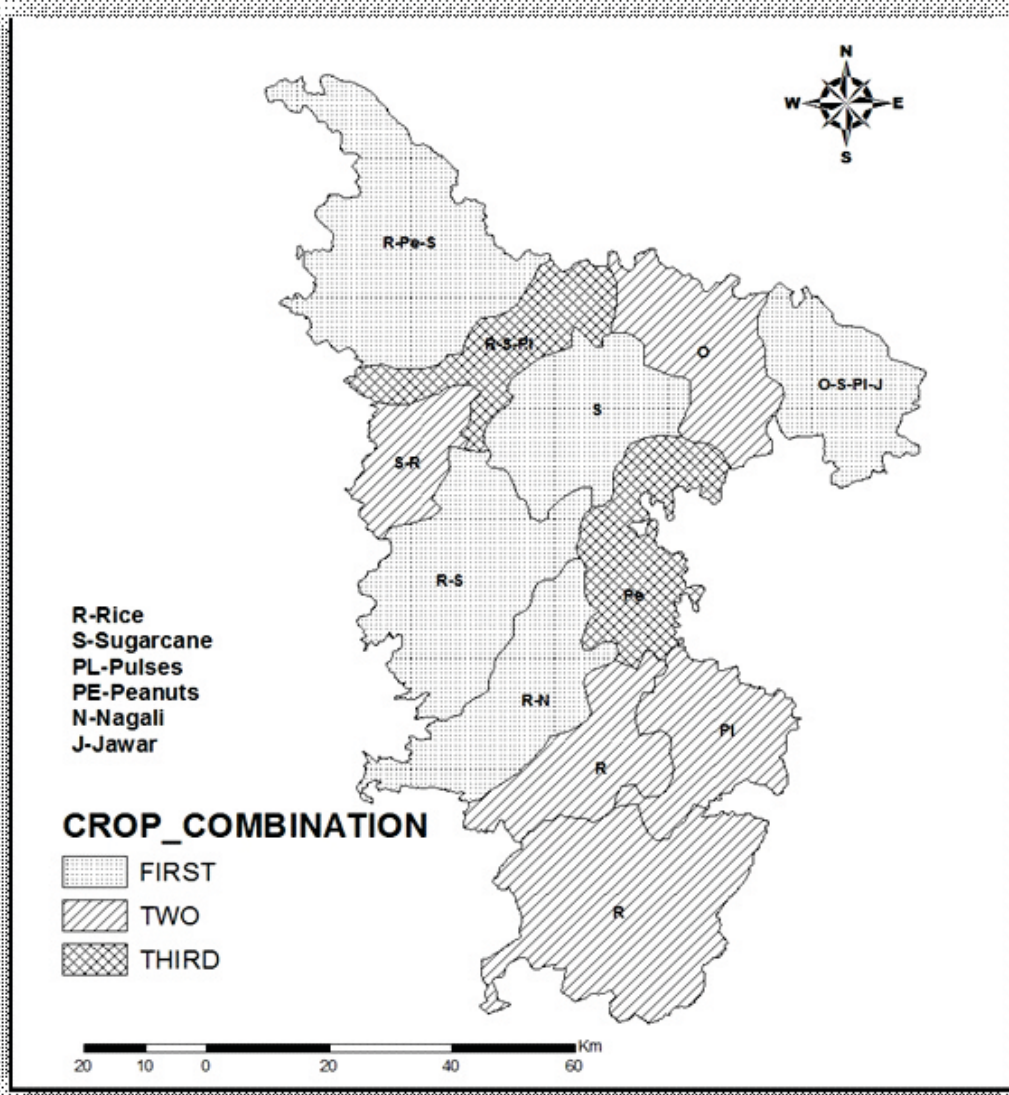 N
W E
S
R-Pe-S
R-S-Pl
O
O-S-Pl-J
S
S-R
R-S
Pe
R-Rice
S-Sugarcane
PL-Pulses
PE-Peanuts
N-Nagali
J-Jawar
R-N
Pl
R
CROP_COMBINATION
FIRST
TWO
THIRD
R
Km
20 10 0 20 40 60